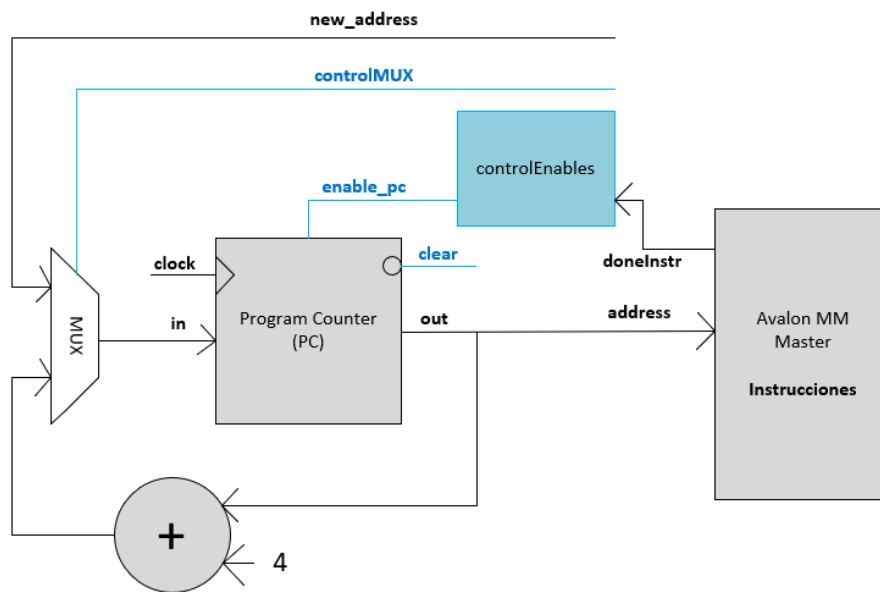 new_address
controlMUX
controlEnables
enable_pc
clear
clock
doneInstr
MUX
in
Program Counter
(PC)
out
address
Avalon MM
Master
Instrucciones
+
4